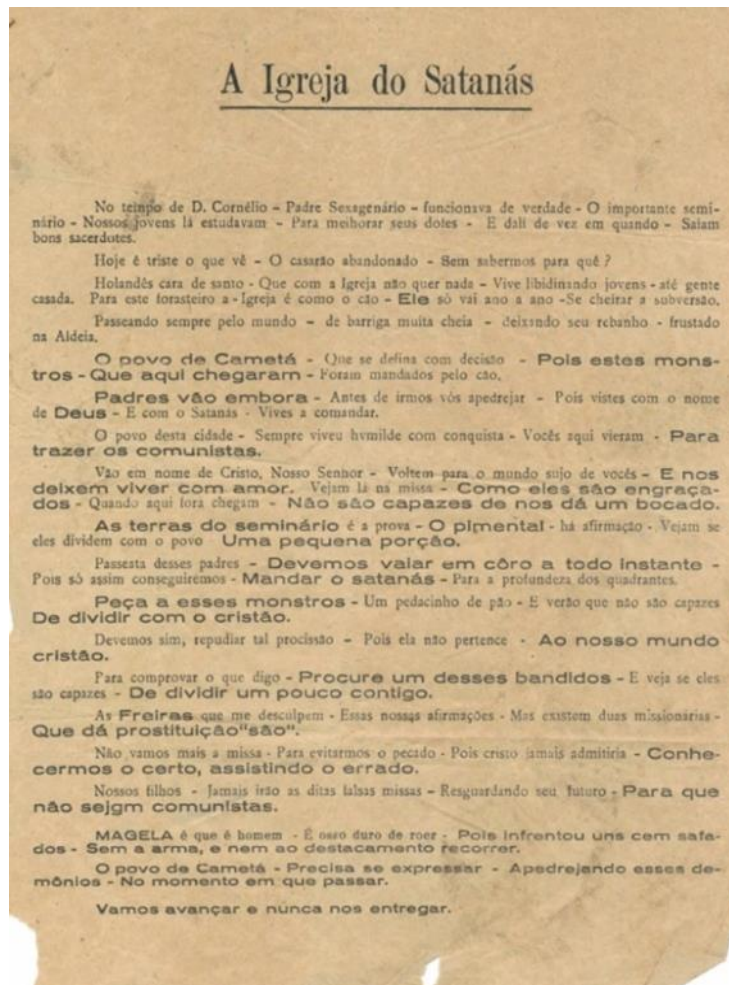 A Igreja do Satanás
No tempo de D. Cornélio - Padre Sexagenário - funcionava de verdade - O importante semi-
nário - Nossos jovens lá estudavam - Para melhorar seus dotes - E dali de vez em quando - Saiam
bons sacerdotes.
Hoje é triste o que vê - O casarão abandonado - Sem sabermos para quê ?
Holandês cara de santo - Que com a Igreja não quer nada - Vive libidinando jovens - até gente
casada. Para este forasteiro a - Igreja é como o cão - Ele só vai ano a ano - Se cheirar a subversão.
Passeando sempre pelo mundo - de barriga muita cheia - deixando seu rebanho - frustado
na Aldeia.
O povo de Cametá - Que se defina com decisão - Pois estes mons-
tros - Que aqui chegaram - Foram mandados pelo cão.
Padres vão embora - Antes de irmos vós apedrejar - Pois vistes com o nome
de Deus - E com o Satanás - Vives a comandar.
O povo desta cidade - Sempre viveu hvmilde com conquista - Vocês aqui vieram - Para
trazer os comunistas.
Vão em nome de Cristo, Nosso Senhor - Voltem para o mundo sujo de vocês - E nos
deixem viver com amor. Vejam lá na missa - Como eles são engraça-
dos - Quando aqui fora chegam - Não são capazes de nos dá um bocado.
As terras do seminário é a prova - O pimental - há afirmação - Vejam se
eles dividem com o povo Uma pequena porção.
Passeata desses padres - Devemos vaiar em côro a todo instante -
Pois só assim conseguiremos - Mandar o satanás - Para a profundeza dos quadrantes.
Peça a esses monstros - Um pedacinho de pão - E verão que não são capazes
De dividir com o cristão.
Devemos sim, repudiar tal procissão - Pois ela não pertence - Ao nosso mundo
cristão.
Para comprovar o que digo - Procure um desses bandidos - E veja se eles
são capazes - De dividir um pouco contigo.
As Freiras que me desculpem - Essas nossas afirmações - Mas existem duas missionárias -
Que dá prostituição"são".
Não vamos mais a missa - Para evitarmos o pecado - Pois cristo jamais admitiria - Conhe-
cermos o certo, assistindo o errado.
Nossos filhos - Jamais irão as ditas falsas missas - Resguardando seu futuro - Para que
não sejgm comunistas.
MAGELA é que é homem - É osso duro de roer - Pois infrentou uns cem safa-
dos - Sem a arma, e nem ao destacamento recorrer.
O povo de Cametá - Precisa se expressar - Apedrejando esses de-
mônios - No momento em que passar.
Vamos avançar e nunca nos entregar.